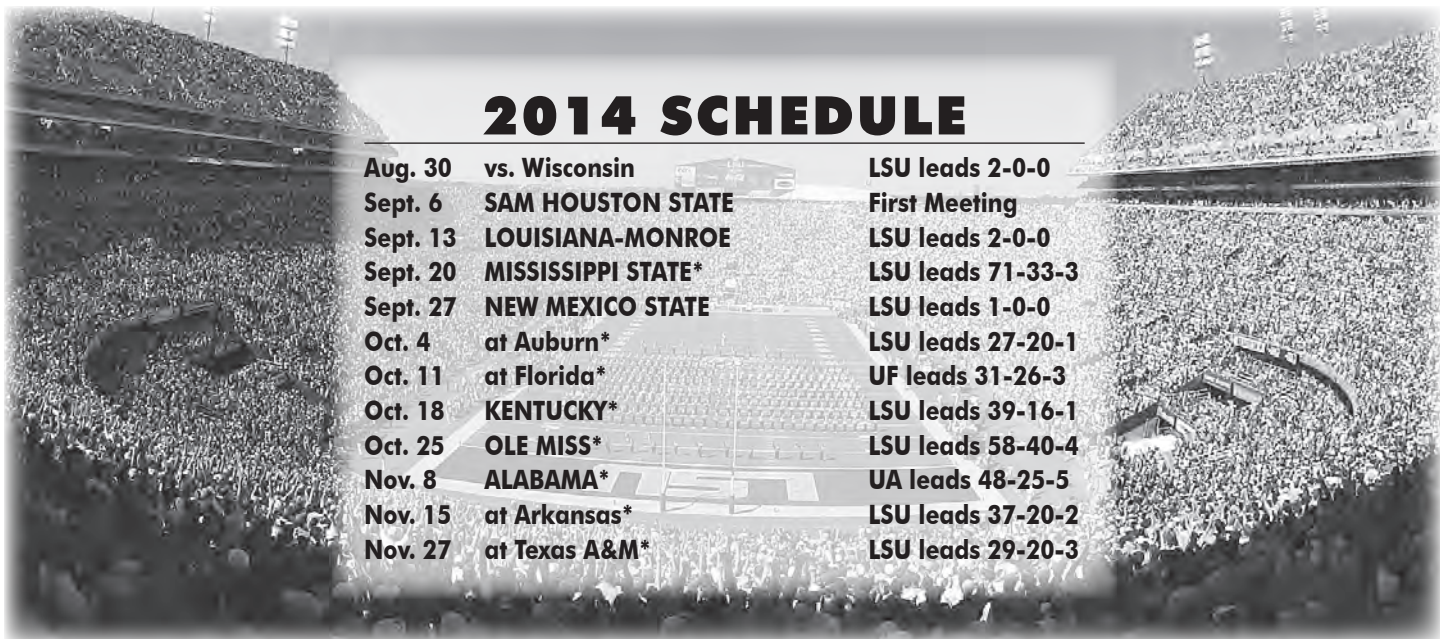 2014 SCHEDULE
Aug. 30 vs. Wisconsin LSU leads 2-0-0
Sept. 6 SAM HOUSTON STATE First Meeting
Sept. 13 LOUISIANA-MONROE LSU leads 2-0-0
Sept. 20 MISSISSIPPI STATE* LSU leads 71-33-3
Sept. 27 NEW MEXICO STATE LSU leads 1-0-0
Oct. 4 at Auburn* LSU leads 27-20-1
Oct. 11 at Florida* UF leads 31-26-3
Oct. 18 KENTUCKY* LSU leads 39-16-1
Oct. 25 OLE MISS* LSU leads 58-40-4
Nov. 8 ALABAMA* UA leads 48-25-5
Nov. 15 at Arkansas* LSU leads 37-20-2
Nov. 27 at Texas A&M* LSU leads 29-20-3
LSU